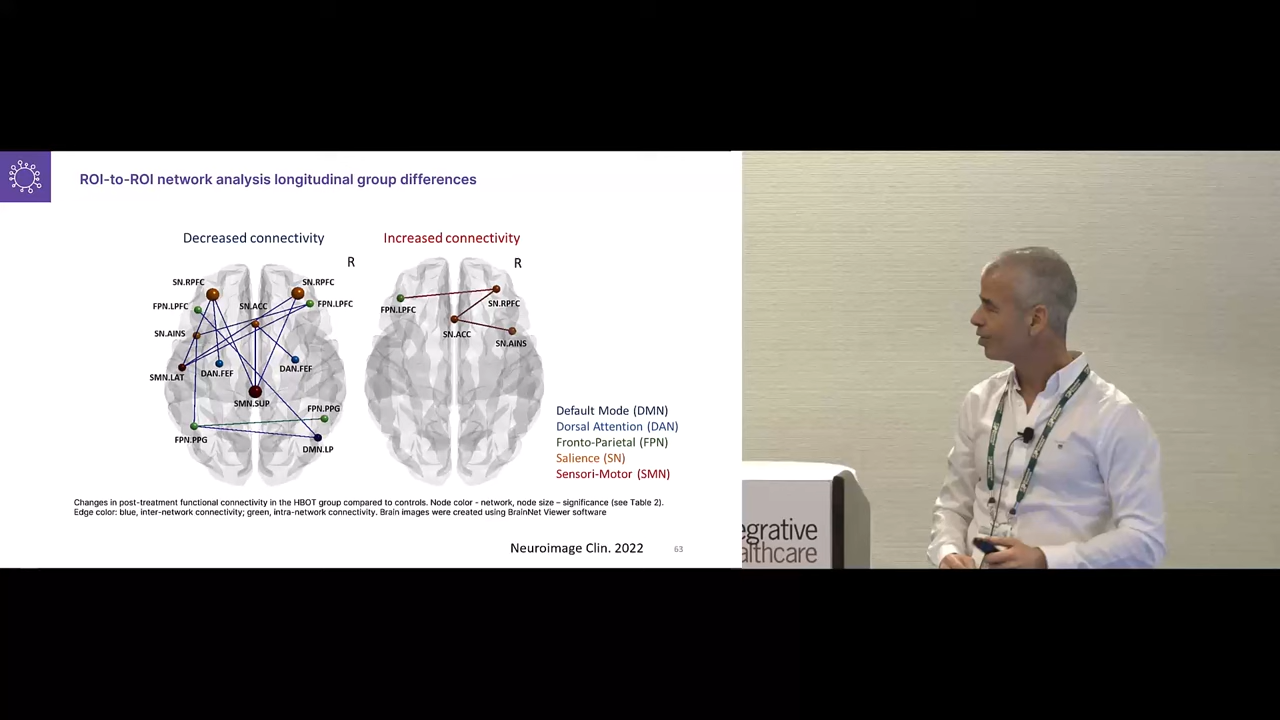 ROI-to-ROI network analysis longitudinal group differences
Decreased connectivity
Increased connectivity
R
R
SN.RPFC
SN.RPFC
FPN.LPFC
SN.ACC
FPN.LPFC
SN.AINS
SMN.LAT
DAN.FEF
DAN.FEF
SMN.SUP
FPN.PPG
FPN.PPG
DMN.LP
FPN.LPFC
SN.RPFC
SN.ACC
SN.AINS
Default Mode (DMN)
Dorsal Attention (DAN)
Fronto-Parietal (FPN)
Salience (SN)
Sensori-Motor (SMN)
Changes in post-treatment functional connectivity in the HBOT group compared to controls. Node color - network, node size – significance (see Table 2).
Edge color: blue, inter-network connectivity; green, intra-network connectivity. Brain images were created using BrainNet Viewer software
Neuroimage Clin. 2022
63
egrative
althcare